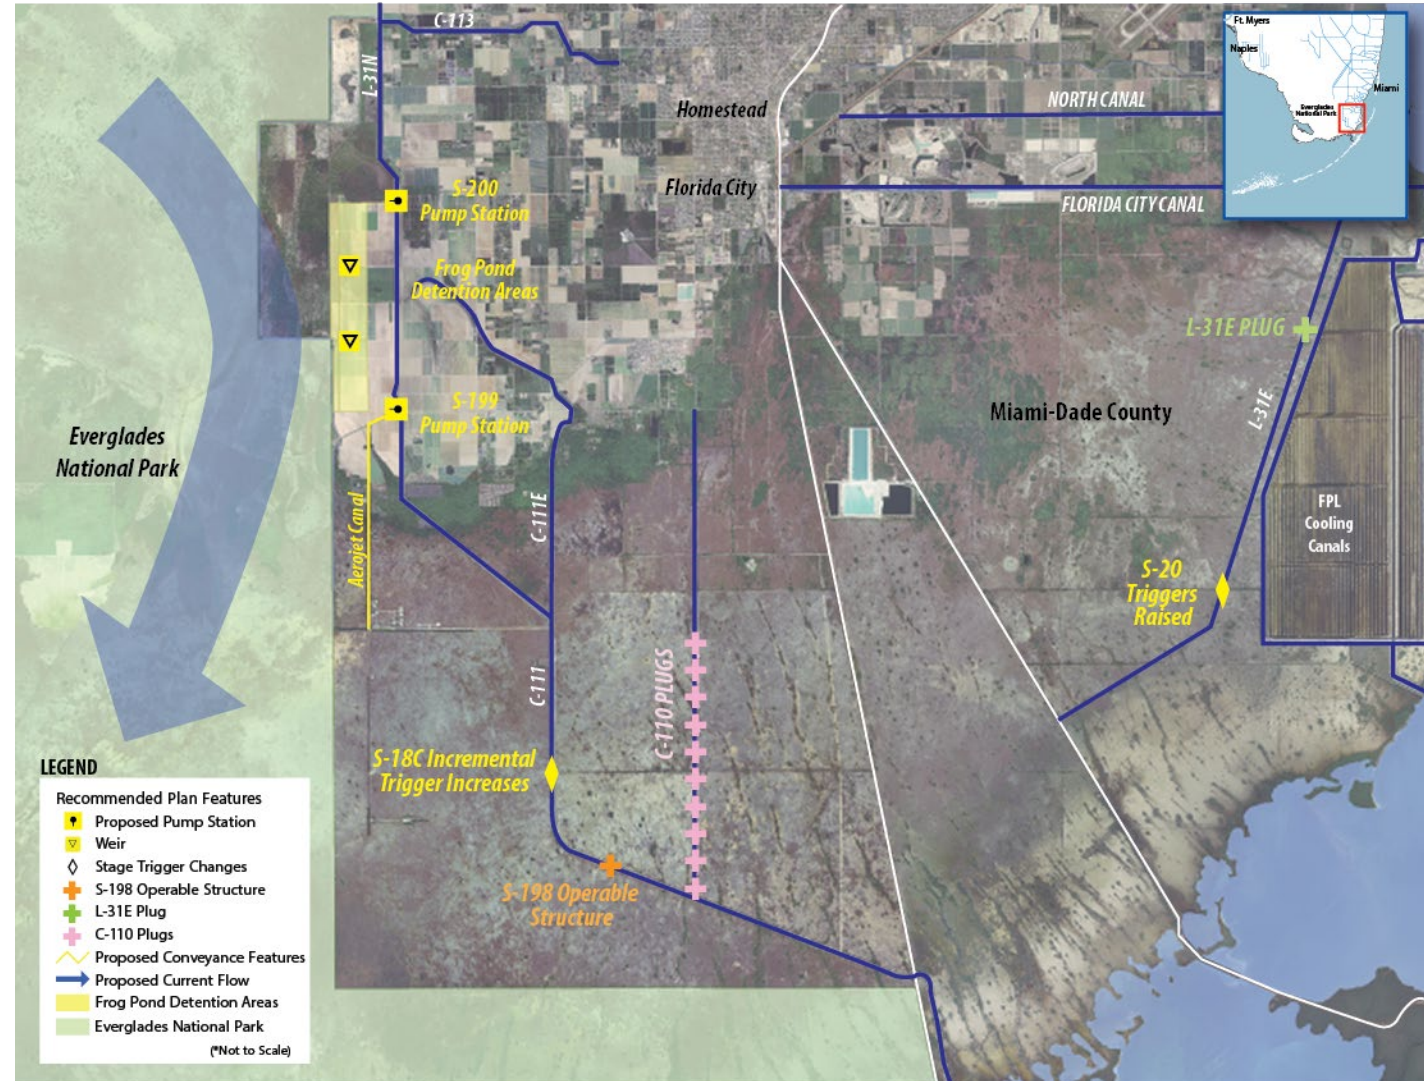 C-113
L-31N
Ft. Myers
Naples
Miami
Everglades
National Park
Homestead
NORTH CANAL
Florida City
FLORIDA CITY CANAL
S-200
Pump Station
Frog Pond
Detention Areas
L-31E PLUG
S-199
Pump Station
L-31E
Miami-Dade County
Everglades
National Park
Aerojet Canal
C-111E
FPL
Cooling
Canals
S-20
Triggers
Raised
C-111
C-110 PLUGS
S-18C Incremental
Trigger Increases
S-198 Operable
Structure
LEGEND
Recommended Plan Features
Proposed Pump Station
Weir
Stage Trigger Changes
S-198 Operable Structure
L-31E Plug
C-110 Plugs
Proposed Conveyance Features
Proposed Current Flow
Frog Pond Detention Areas
Everglades National Park
(*Not to Scale)